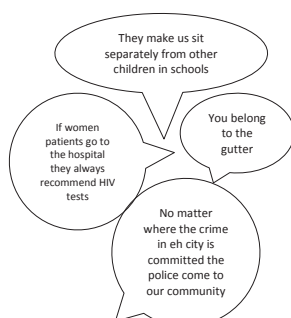 They make us sit
separately from other
children in schools
If women
patients go to
the hospital
they always
recommend HIV
tests
You belong
to the
gutter
No matter
where the crime
in eh city is
committed the
police come to
our community